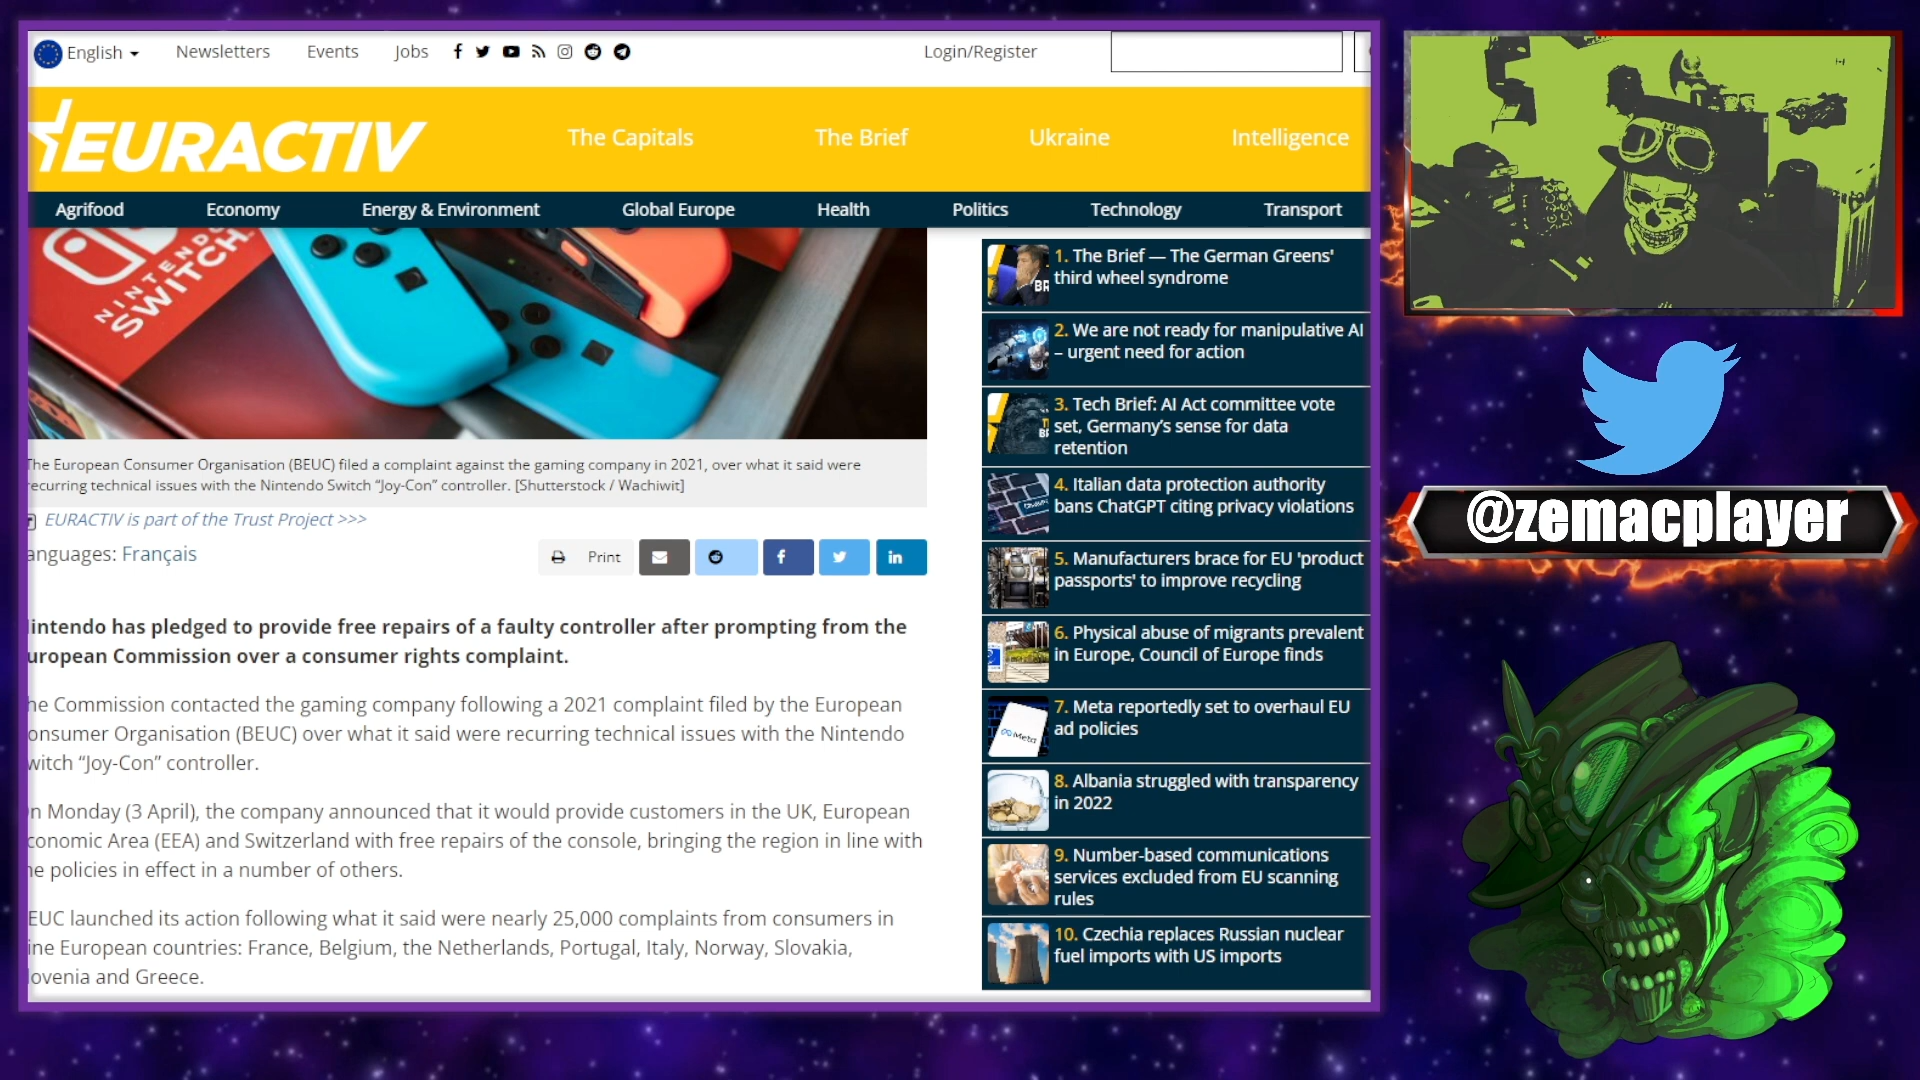 English
Newsletters
Events
Jobs
Login/Register
EURACTIV
The Capitals
The Brief
Ukraine
Intelligence
Agrifood
Economy
Energy & Environment
Global Europe
Health
Politics
Technology
Transport
NINTENDO
SWITCH
The European Consumer Organisation (BEUC) filed a complaint against the gaming company in 2021, over what it said were
recurring technical issues with the Nintendo Switch “Joy-Con” controller. [Shutterstock / Wachiwit]
EURACTIV is part of the Trust Project >>>
anguages: Français
Print
intendo has pledged to provide free repairs of a faulty controller after prompting from the
uropean Commission over a consumer rights complaint.
he Commission contacted the gaming company following a 2021 complaint filed by the European
onsumer Organisation (BEUC) over what it said were recurring technical issues with the Nintendo
witch “Joy-Con” controller.
n Monday (3 April), the company announced that it would provide customers in the UK, European
conomic Area (EEA) and Switzerland with free repairs of the console, bringing the region in line with
he policies in effect in a number of others.
EUC launched its action following what it said were nearly 25,000 complaints from consumers in
ine European countries: France, Belgium, the Netherlands, Portugal, Italy, Norway, Slovakia,
lovenia and Greece.
1. The Brief — The German Greens'
third wheel syndrome
2. We are not ready for manipulative AI
– urgent need for action
3. Tech Brief: AI Act committee vote
set, Germany’s sense for data
retention
4. Italian data protection authority
bans ChatGPT citing privacy violations
5. Manufacturers brace for EU 'product
passports' to improve recycling
6. Physical abuse of migrants prevalent
in Europe, Council of Europe finds
7. Meta reportedly set to overhaul EU
ad policies
Meta
8. Albania struggled with transparency
in 2022
9. Number-based communications
services excluded from EU scanning
rules
10. Czechia replaces Russian nuclear
fuel imports with US imports
@zemacplayer